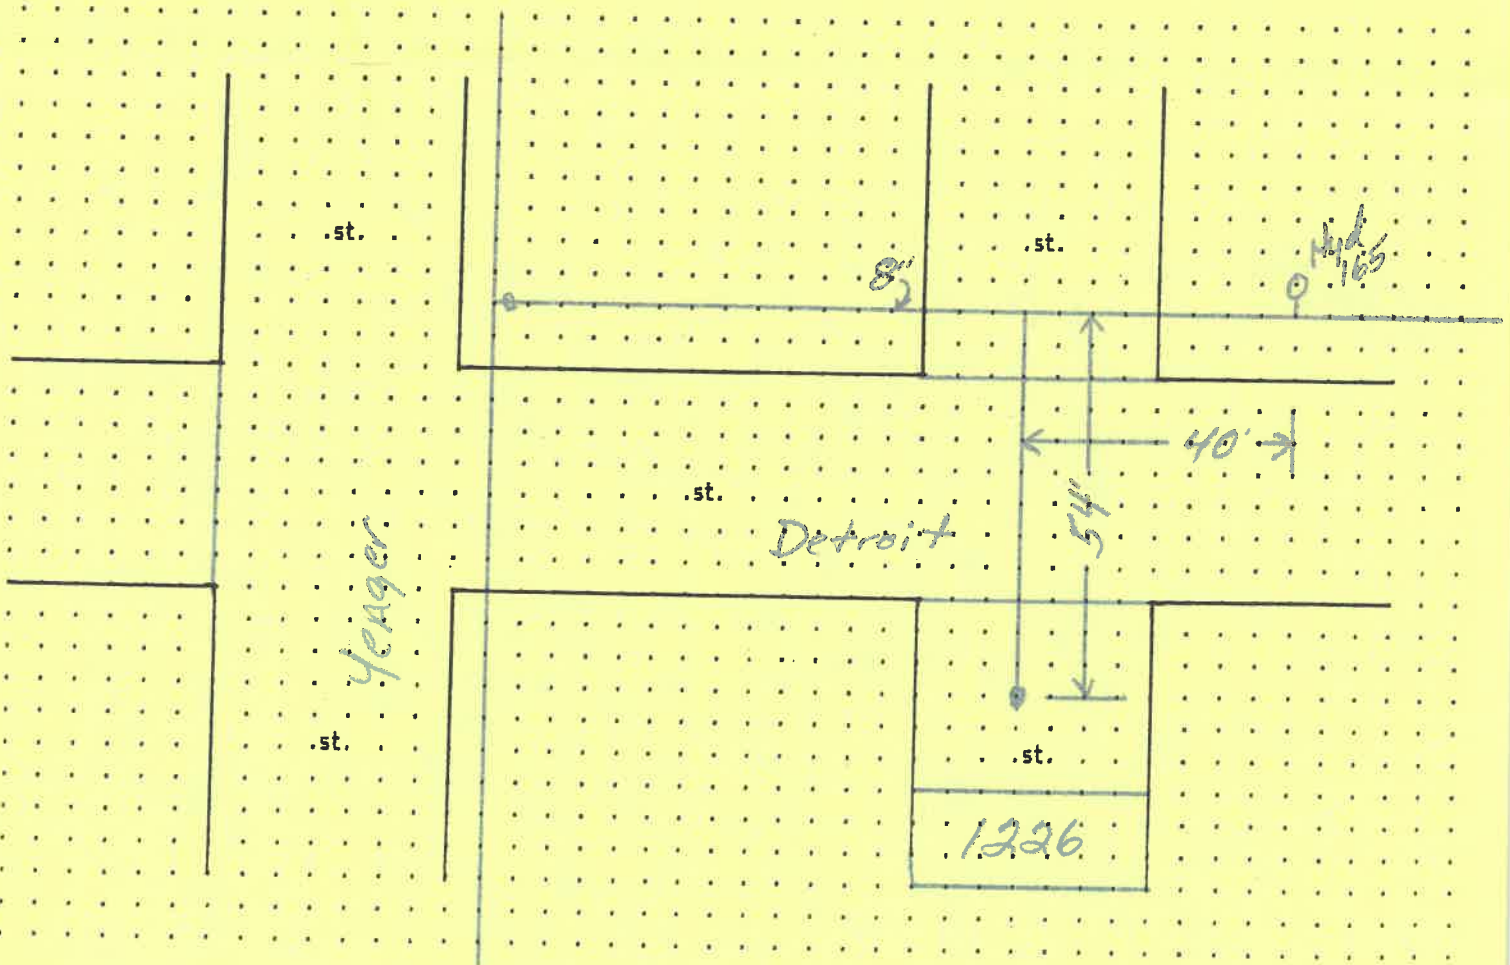 .st.
.st.
8"
Hyd
165
40'
.st.
54'
Detroit
Yenger
.st.
.st.
1226